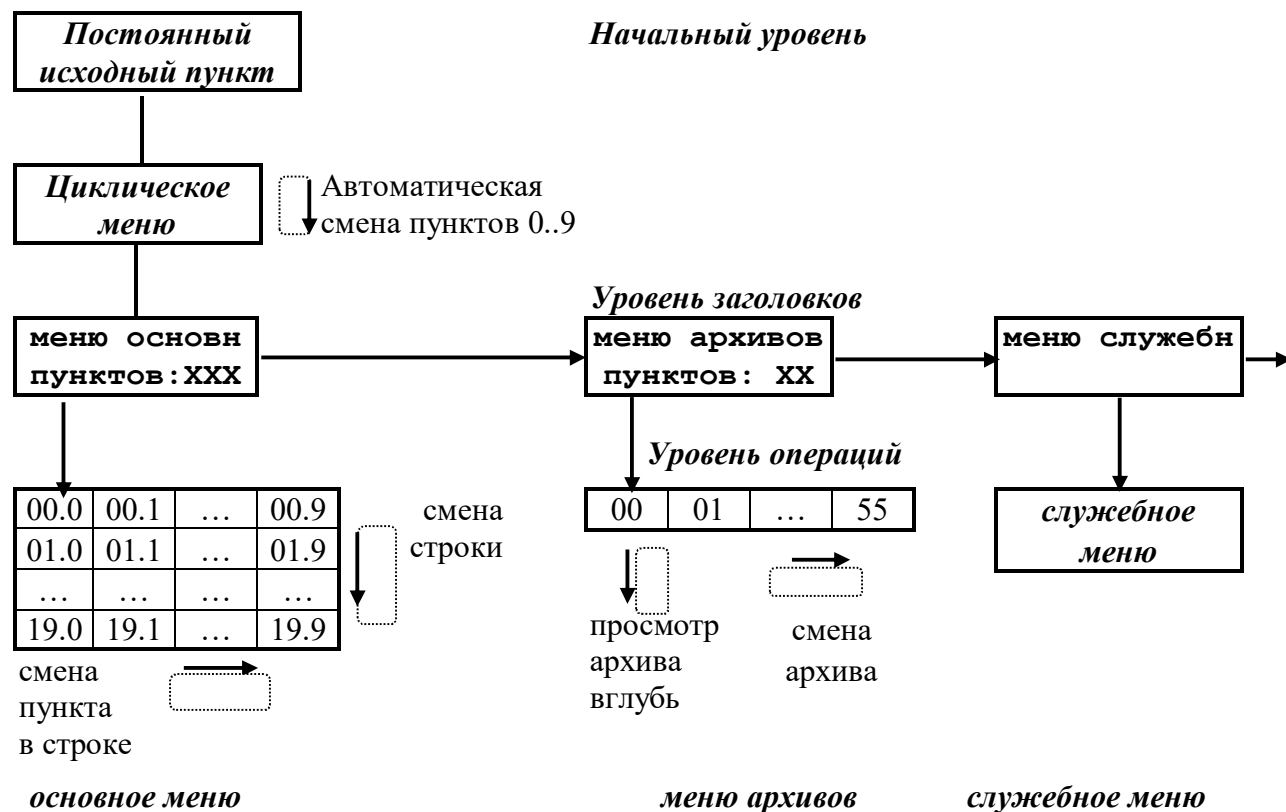 Постоянный
исходный пункт
Начальный уровень
Циклическое
меню
Автоматическая
смена пунктов 0..9
Уровень заголовков
меню основн
пунктов:XXX
меню архивов
пунктов: XX
меню служебн
Уровень операций
00.0 00.1 … 00.9
01.0 01.1 … 01.9
… … … …
19.0 19.1 … 19.9
смена
строки
00 01 … 55
служебное
меню
смена
пункта
в строке
просмотр
архива
вглубь
смена
архива
основное меню
меню архивов
служебное меню